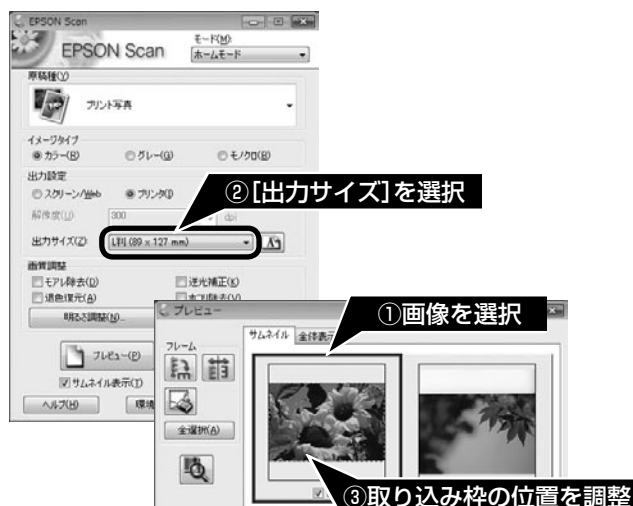 EPSON Scan
EPSON Scan
モード(M):
ホームモード
原稿種(Y)
プリント写真
イメージタイプ
カラー(R)
グレー(G)
モノクロ(B)
出力設定
スクリーン/Web
プリンタ(I)
解像度(U)
300
dpi
②[出力サイズ]を選択
出力サイズ(Z)
L判 (89 x 127 mm)
画質調整
モアレ除去(D)
逆光補正(K)
退色復元(A)
ホコリ除去(V)
明るさ調整(N)...
プレビュー
①画像を選択
サムネイル
全体表示
フレーム
プレビュー(P)
サムネイル表示(T)
ヘルプ(H)
環境
全選択(A)
③取り込み枠の位置を調整